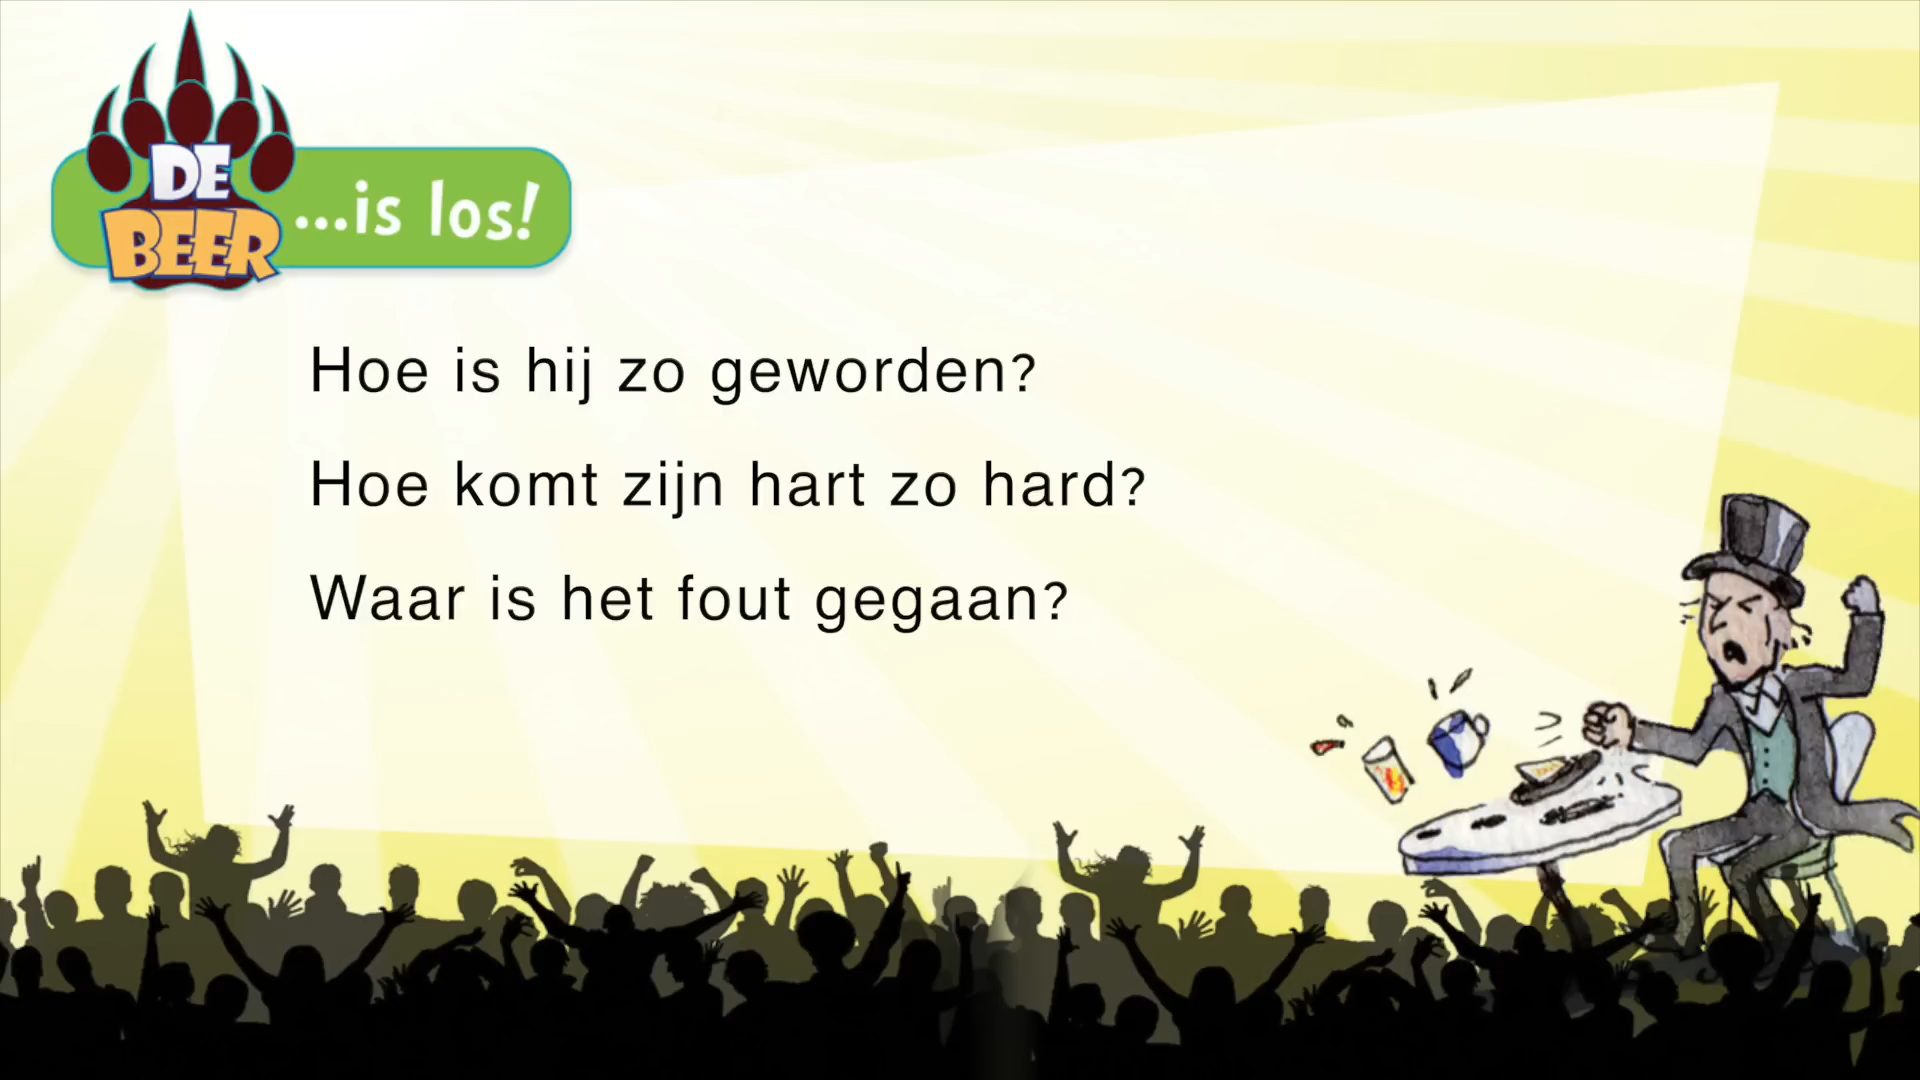 DE
BEER
...is los!
Hoe is hij zo geworden?
Hoe komt zijn hart zo hard?
Waar is het fout gegaan?